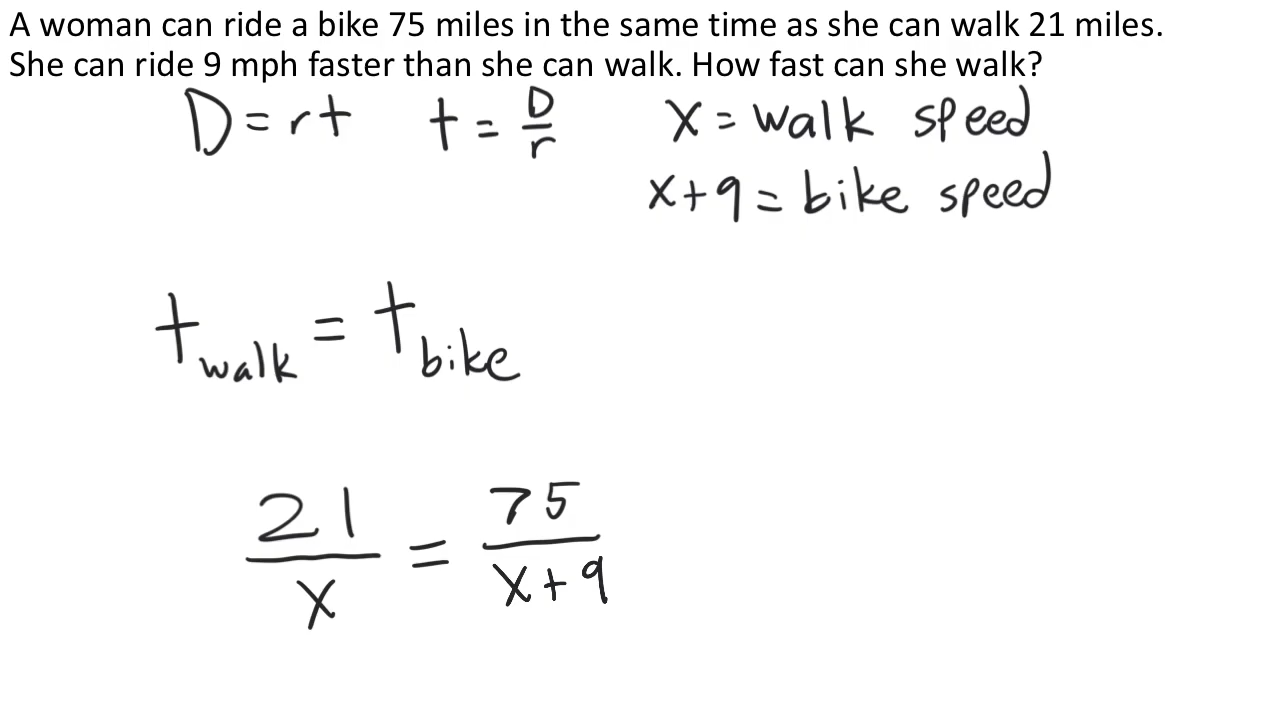 A woman can ride a bike 75 miles in the same time as she can walk 21 miles.
She can ride 9 mph faster than she can walk. How fast can she walk?
D = rt t = D/r x = walk speed
x+9 = bike speed
t walk = t bike
21/x = 75/x+9